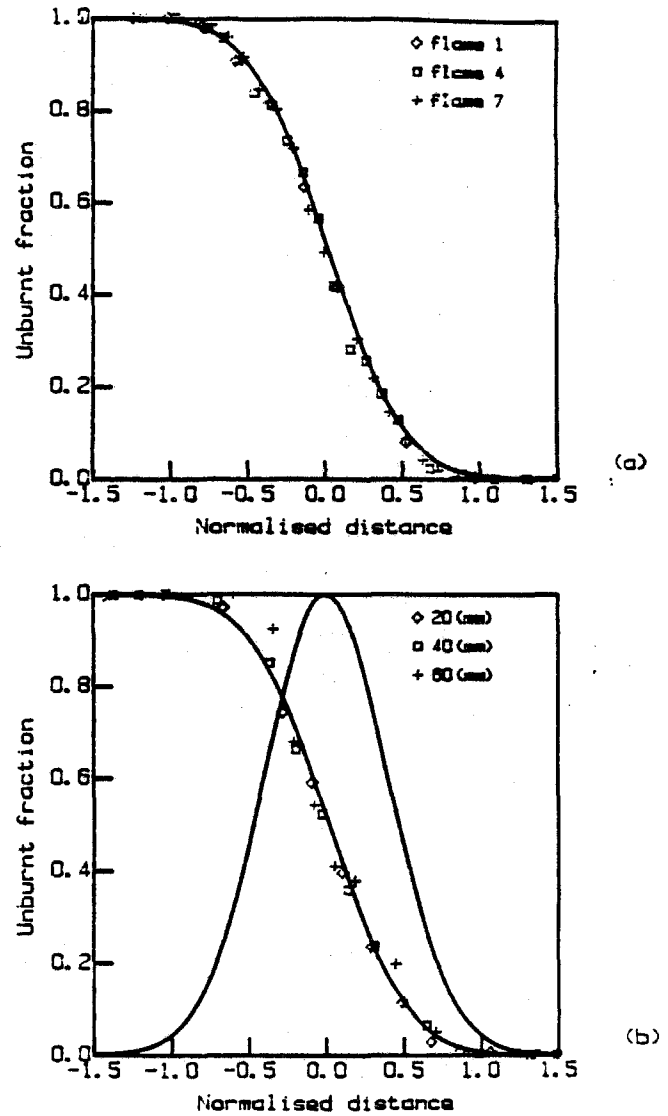 1.0
0.8
0.6
0.4
0.2
0.0
Unburnt fraction
◇ flame 1
□ flame 4
+ flame 7
-1.5 -1.0 -0.5 0.0 0.5 1.0 1.5
Normalised distance
(a)
1.0
0.8
0.6
0.4
0.2
0.0
Unburnt fraction
◇ 20(mm)
□ 40(mm)
+ 60(mm)
-1.5 -1.0 -0.5 0.0 0.5 1.0 1.5
Normalised distance
(b)